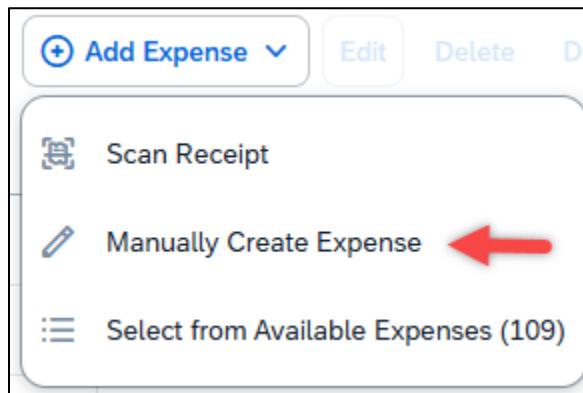 Add Expense Edit Delete D
Scan Receipt
Manually Create Expense
Select from Available Expenses (109)